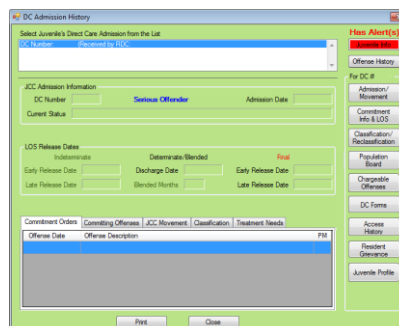 DC Admission History
Select Juvenile's Direct Care Admission from the List
DC Number (Received by RDC
Has Alert(s)
Juvenile Info
Offense History
For DC #
Admission/
Movement
Commitment
Info & LOS
Classification/
Reclassification
Population
Board
Chargeable
Offenses
DC Forms
Access
History
Resident
Grievance
Juvenile Profile
JCC Admission Information
DC Number Serious Offender Admission Date
Current Status
LOS Release Dates
Indeterminate Determinate/Blended Final
Early Release Date Discharge Date Early Release Date
Late Release Date Blended Months Late Release Date
Commitment Orders Committing Offenses JCC Movement Classification Treatment Needs
Offense Date Offense Description PM
Print Close